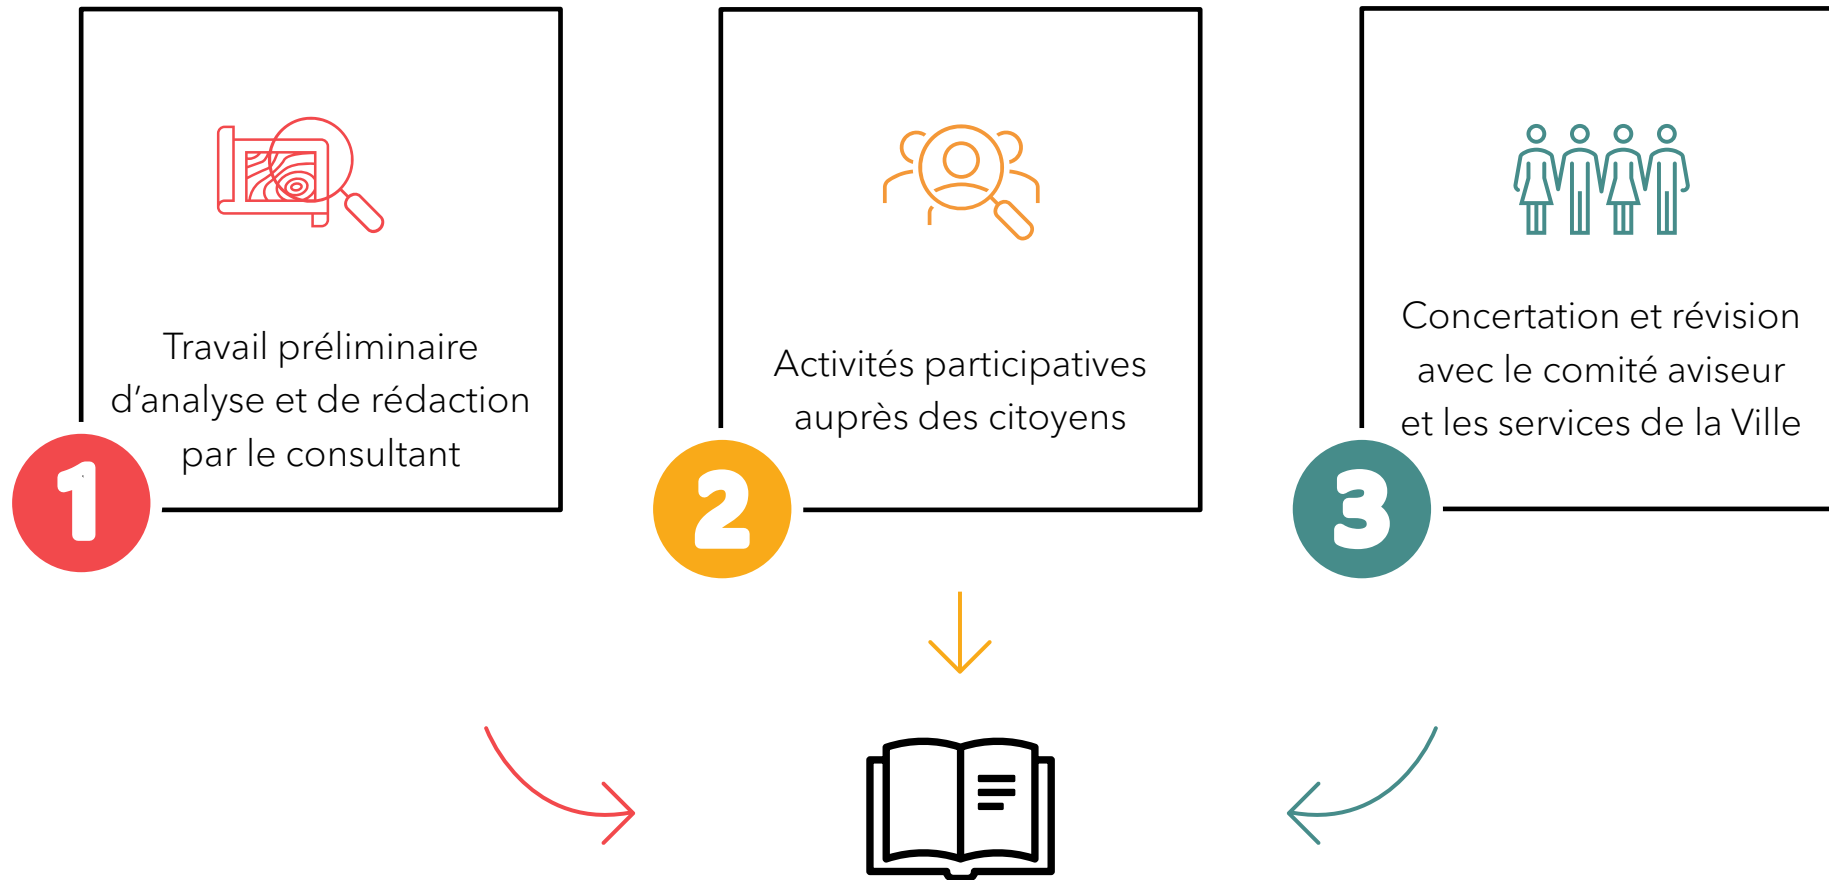 Travail préliminaire
d’analyse et de rédaction
par le consultant
1
Activités participatives
auprès des citoyens
2
Concertation et révision
avec le comité aviseur
et les services de la Ville
3